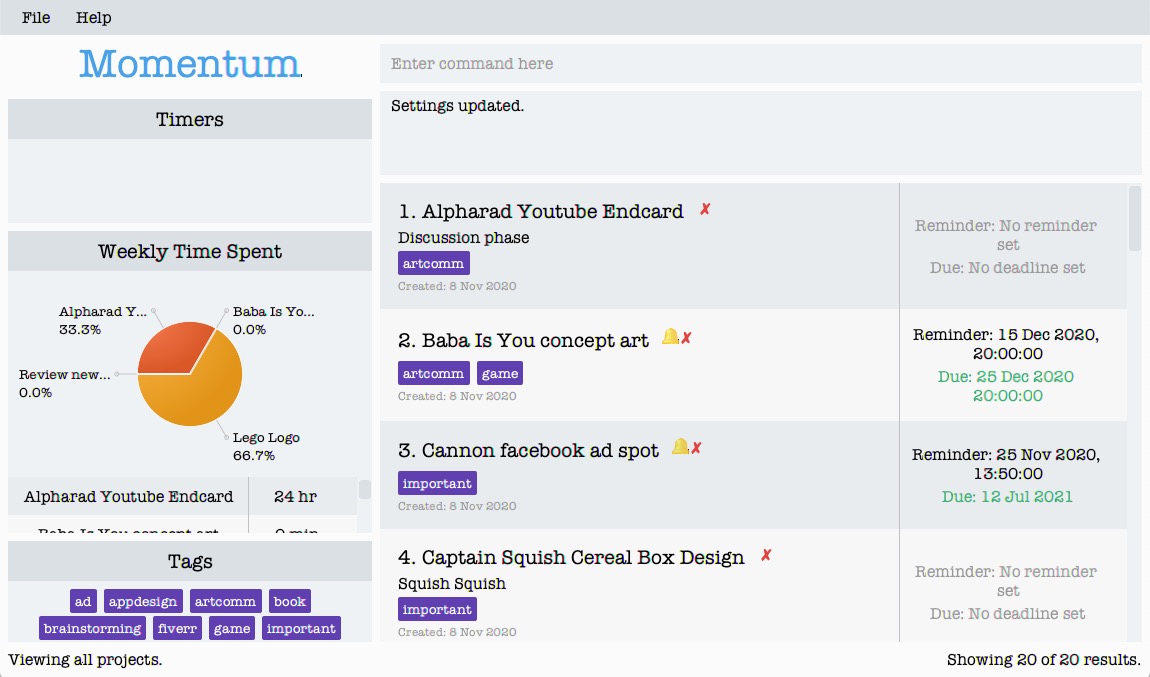 File Help
Momentum
Timers
Weekly Time Spent
Alpharad Y...
33.3%
Baba Is Yo...
0.0%
Review new...
0.0%
Lego Logo
66.7%
Alpharad Youtube Endcard 24 hr
Baba Is You concept art 0 min
Tags
ad appdesign artcomm book
brainstorming fiverr game important
Viewing all projects.
Enter command here
Settings updated.
1. Alpharad Youtube Endcard ✗
Discussion phase
artcomm
Created: 8 Nov 2020
Reminder: No reminder
set
Due: No deadline set
2. Baba Is You concept art 🔔✗
artcomm game
Created: 8 Nov 2020
Reminder: 15 Dec 2020,
20:00:00
Due: 25 Dec 2020
20:00:00
3. Cannon facebook ad spot 🔔✗
important
Created: 8 Nov 2020
Reminder: 25 Nov 2020,
13:50:00
Due: 12 Jul 2021
4. Captain Squish Cereal Box Design ✗
Squish Squish
important
Created: 8 Nov 2020
Reminder: No reminder
set
Due: No deadline set
Showing 20 of 20 results.